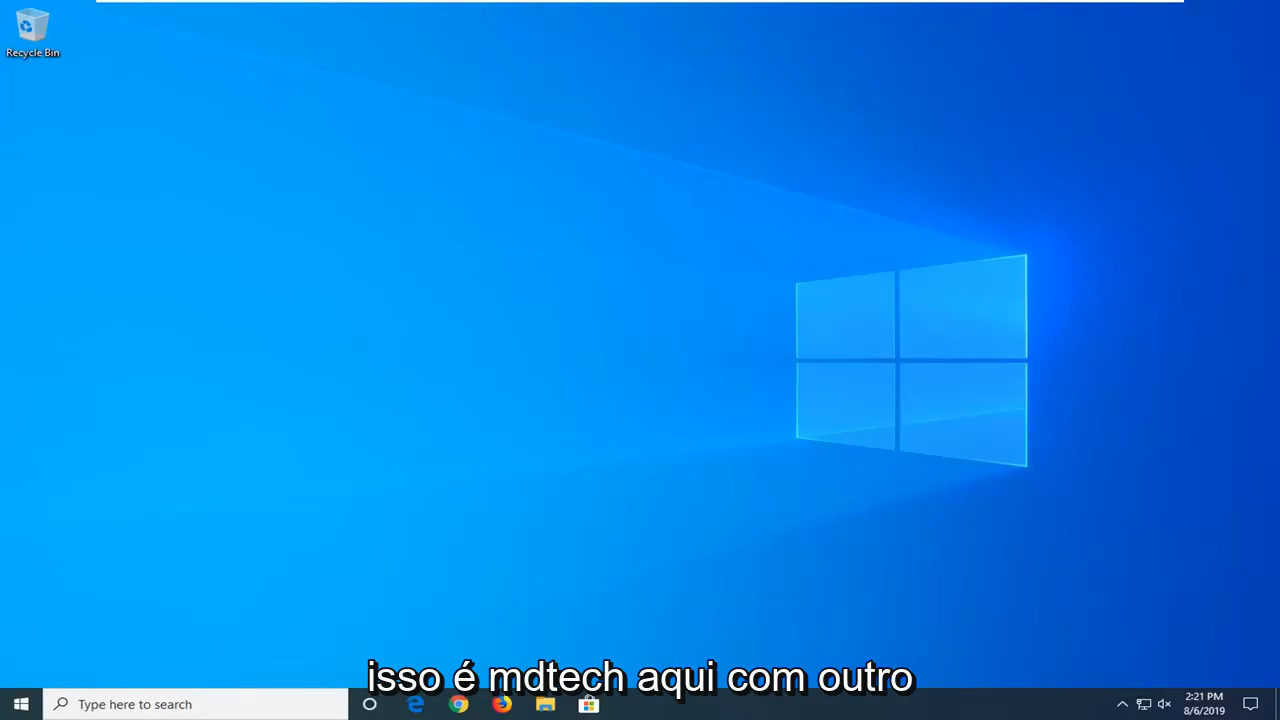 Recycle Bin
isso é mdtech aqui com outro
Type here to search
2:21 PM
8/6/2019